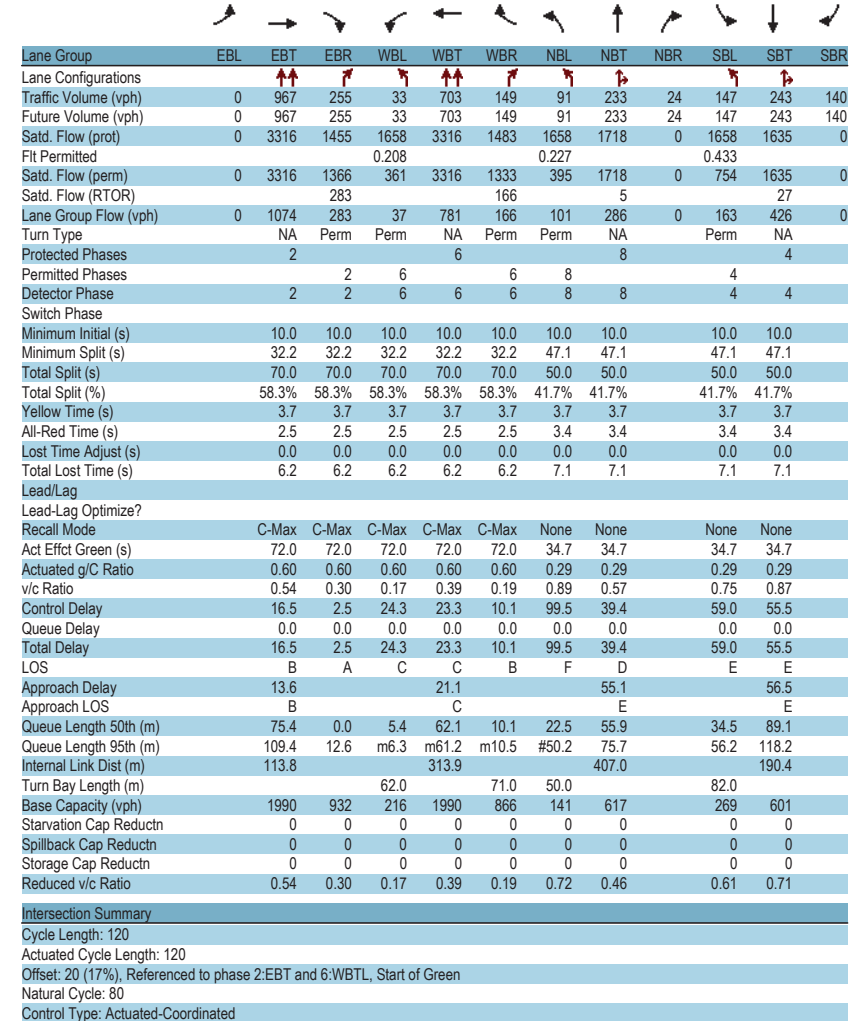 Lane Group EBL EBT EBR WBL WBT WBR NBL NBT NBR SBL SBT SBR
Lane Configurations
Traffic Volume (vph) 0 967 255 33 703 149 91 233 24 147 243 140
Future Volume (vph) 0 967 255 33 703 149 91 233 24 147 243 140
Satd. Flow (prot) 0 3316 1455 1658 3316 1483 1658 1718 0 1658 1635 0
Flt Permitted 0.208 0.227 0.433
Satd. Flow (perm) 0 3316 1366 361 3316 1333 395 1718 0 754 1635 0
Satd. Flow (RTOR) 283 166 5 27
Lane Group Flow (vph) 0 1074 283 37 781 166 101 286 0 163 426 0
Turn Type NA Perm Perm NA Perm Perm NA Perm NA
Protected Phases 2 6 8 4
Permitted Phases 2 6 6 8 4
Detector Phase 2 2 6 6 6 8 8 4 4
Switch Phase
Minimum Initial (s) 10.0 10.0 10.0 10.0 10.0 10.0 10.0 10.0 10.0
Minimum Split (s) 32.2 32.2 32.2 32.2 32.2 47.1 47.1 47.1 47.1
Total Split (s) 70.0 70.0 70.0 70.0 70.0 50.0 50.0 50.0 50.0
Total Split (%) 58.3% 58.3% 58.3% 58.3% 58.3% 41.7% 41.7% 41.7% 41.7%
Yellow Time (s) 3.7 3.7 3.7 3.7 3.7 3.7 3.7 3.7 3.7
All-Red Time (s) 2.5 2.5 2.5 2.5 2.5 3.4 3.4 3.4 3.4
Lost Time Adjust (s) 0.0 0.0 0.0 0.0 0.0 0.0 0.0 0.0 0.0
Total Lost Time (s) 6.2 6.2 6.2 6.2 6.2 7.1 7.1 7.1 7.1
Lead/Lag
Lead-Lag Optimize?
Recall Mode C-Max C-Max C-Max C-Max C-Max None None None None
Act Effct Green (s) 72.0 72.0 72.0 72.0 72.0 34.7 34.7 34.7 34.7
Actuated g/C Ratio 0.60 0.60 0.60 0.60 0.60 0.29 0.29 0.29 0.29
v/c Ratio 0.54 0.30 0.17 0.39 0.19 0.89 0.57 0.75 0.87
Control Delay 16.5 2.5 24.3 23.3 10.1 99.5 39.4 59.0 55.5
Queue Delay 0.0 0.0 0.0 0.0 0.0 0.0 0.0 0.0 0.0
Total Delay 16.5 2.5 24.3 23.3 10.1 99.5 39.4 59.0 55.5
LOS B A C C B F D E E
Approach Delay 13.6 21.1 55.1 56.5
Approach LOS B C E E
Queue Length 50th (m) 75.4 0.0 5.4 62.1 10.1 22.5 55.9 34.5 89.1
Queue Length 95th (m) 109.4 12.6 m6.3 m61.2 m10.5 #50.2 75.7 56.2 118.2
Internal Link Dist (m) 113.8 313.9 407.0 190.4
Turn Bay Length (m) 62.0 71.0 50.0 82.0
Base Capacity (vph) 1990 932 216 1990 866 141 617 269 601
Starvation Cap Reductn 0 0 0 0 0 0 0 0 0
Spillback Cap Reductn 0 0 0 0 0 0 0 0 0
Storage Cap Reductn 0 0 0 0 0 0 0 0 0
Reduced v/c Ratio 0.54 0.30 0.17 0.39 0.19 0.72 0.46 0.61 0.71
Intersection Summary
Cycle Length: 120
Actuated Cycle Length: 120
Offset: 20 (17%), Referenced to phase 2:EBT and 6:WBTL, Start of Green
Natural Cycle: 80
Control Type: Actuated-Coordinated